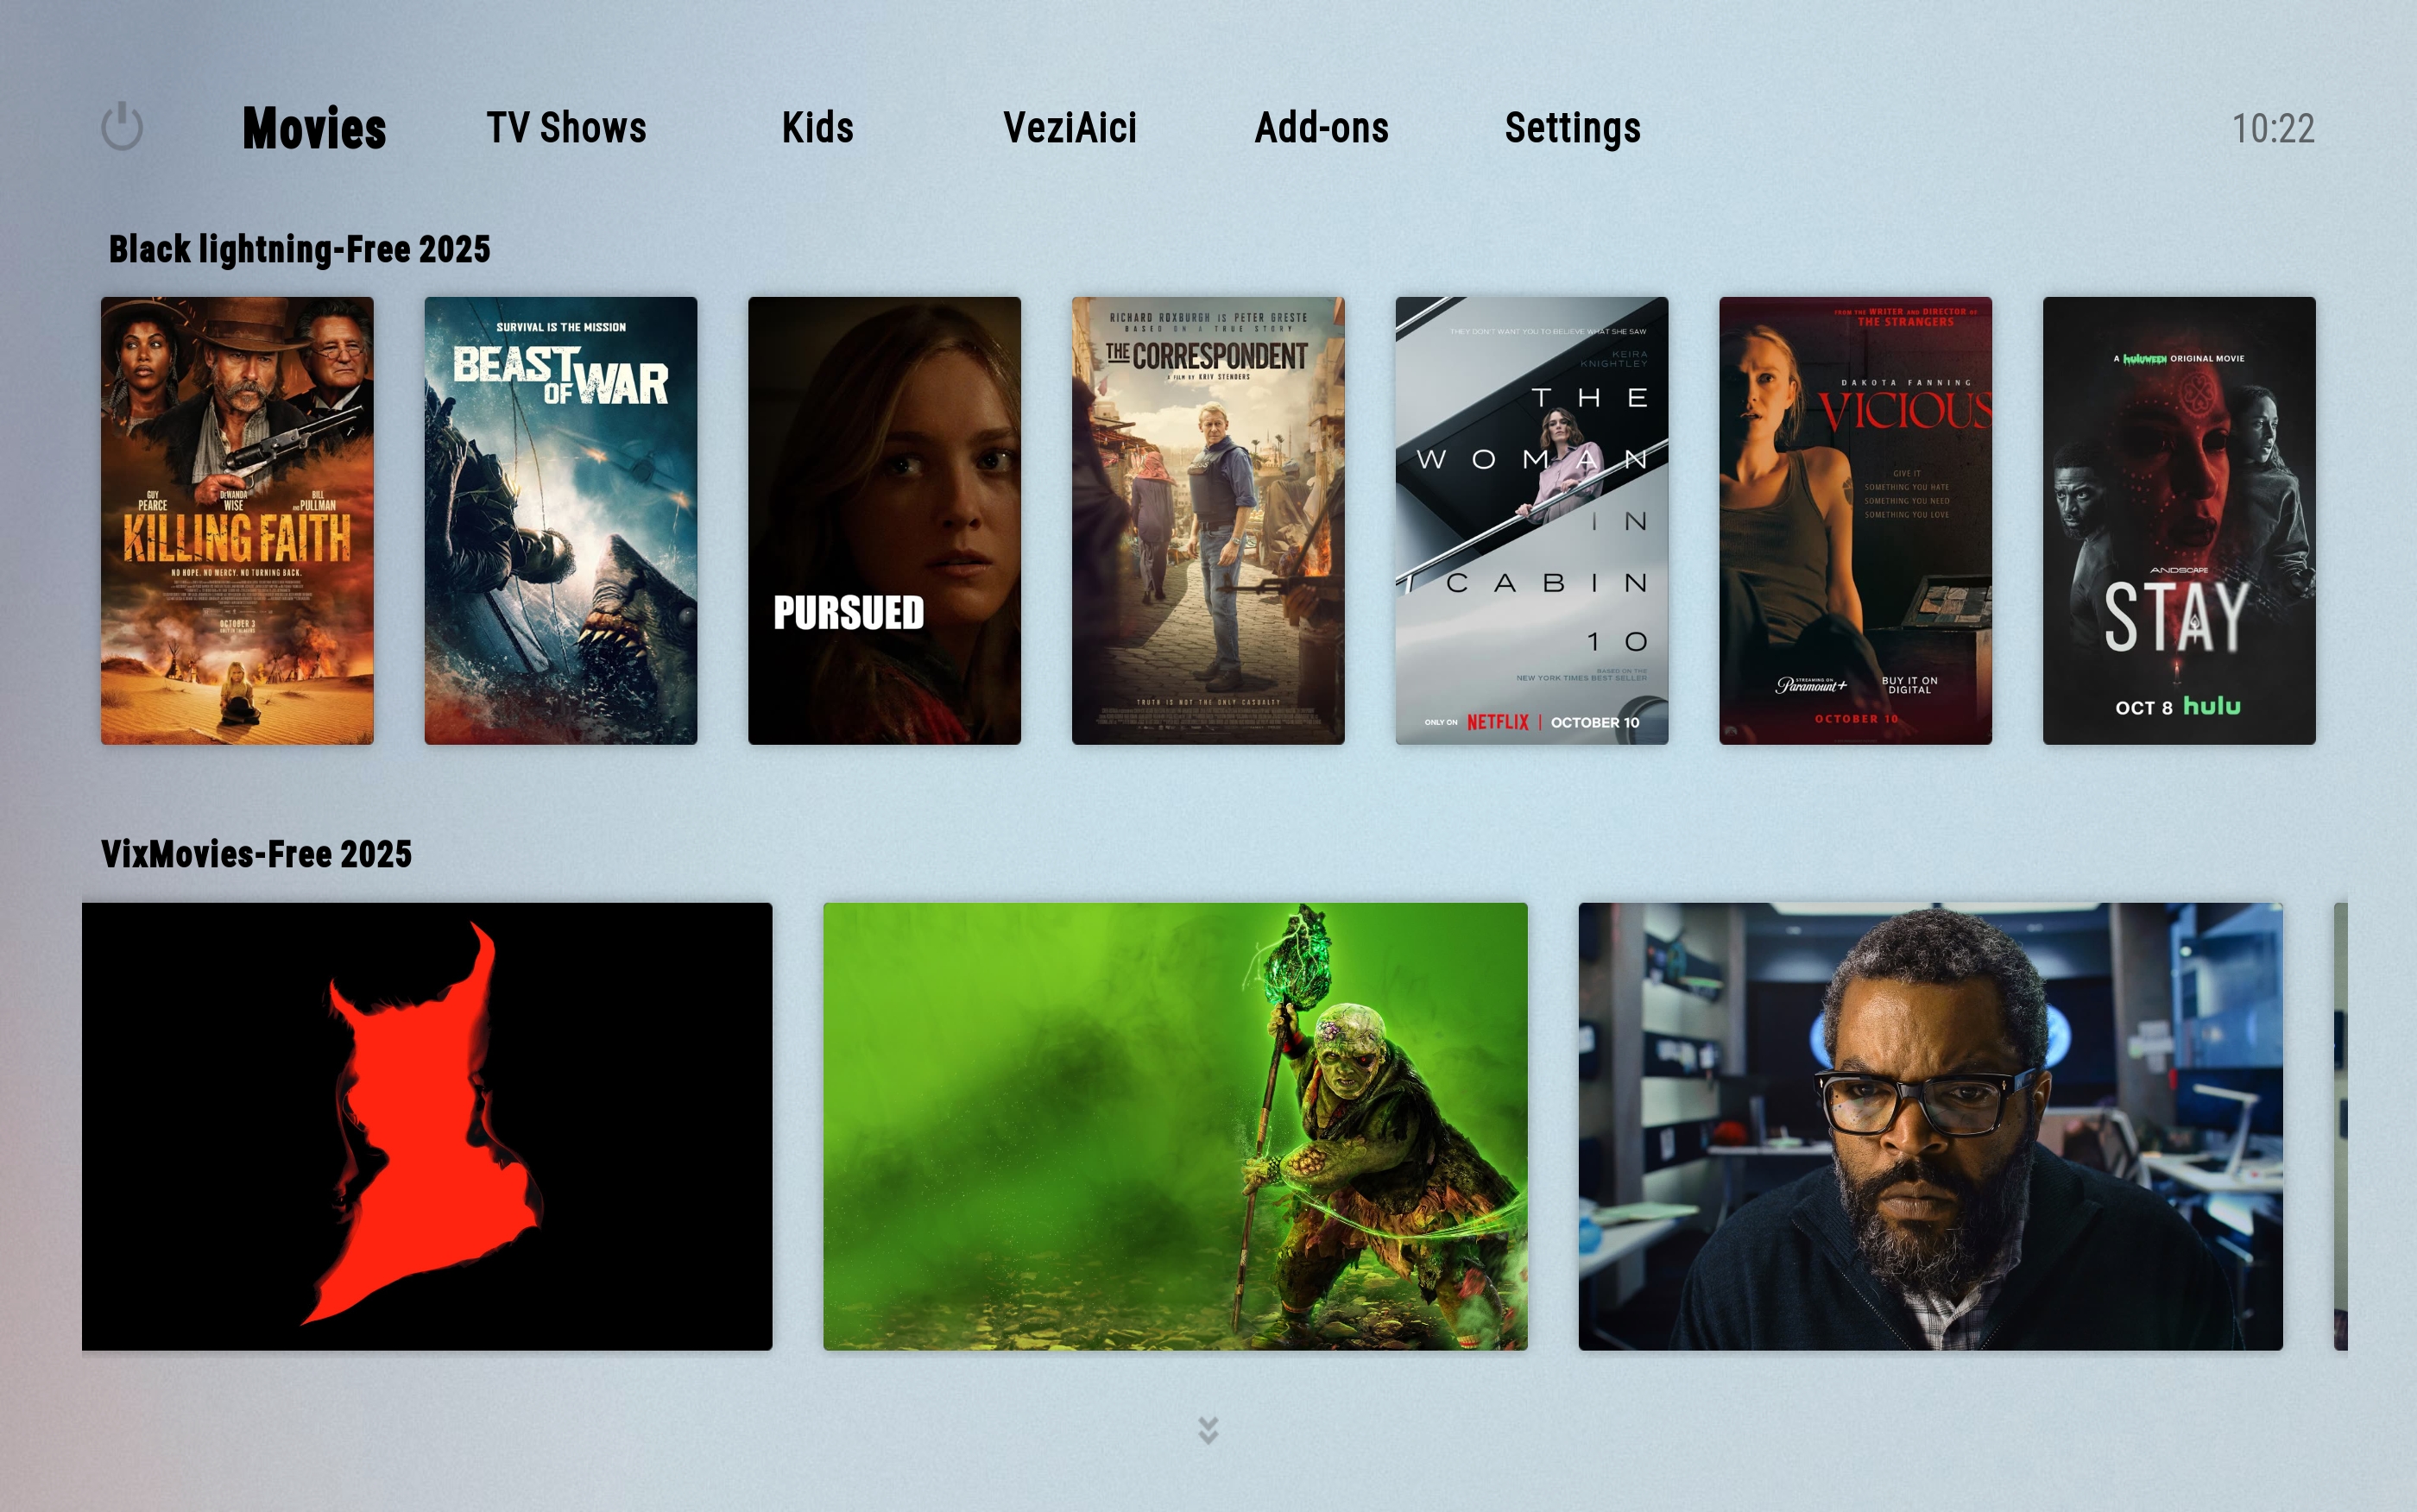 Movies
TV Shows
Kids
VeziAici
Add-ons
Settings
10:22
Black lightning-Free 2025
GUY PEARCE
DeWANDA WISE
AND BILL PULLMAN
KILLING FAITH
NO HOPE. NO MERCY. NO TURNING BACK.
OCTOBER 3
SURVIVAL IS THE MISSION
BEAST
OF WAR
PURSUED
RICHARD ROXBURGH IS PETER GRESTE
BASED ON A TRUE STORY
THE CORRESPONDENT
A FILM BY KRIV STENDERS
TRUTH IS NOT THE ONLY CASUALTY
THEY DON'T WANT YOU TO BELIEVE WHAT SHE SAW
KEIRA
KNIGHTLEY
THE
WOMAN
IN
CABIN
10
BASED ON THE
NEW YORK TIMES BEST SELLER
ONLY ON NETFLIX | OCTOBER 10
FROM THE WRITER AND DIRECTOR OF
THE STRANGERS
DAKOTA FANNING
VICIOUS
GIVE IT
SOMETHING YOU HATE
SOMETHING YOU NEED
SOMETHING YOU LOVE
STREAMING ON
Paramount+
BUY IT ON
DIGITAL
OCTOBER 10
A huluween ORIGINAL MOVIE
ANDSCAPE
STAY
OCT 8 hulu
VixMovies-Free 2025